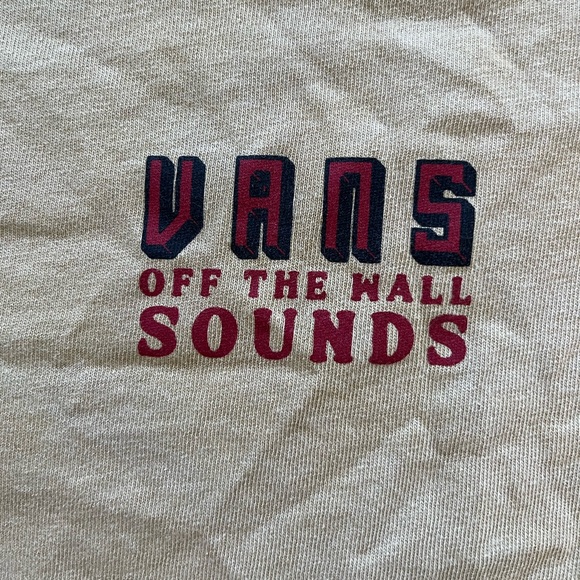 VANS
OFF THE WALL
SOUNDS